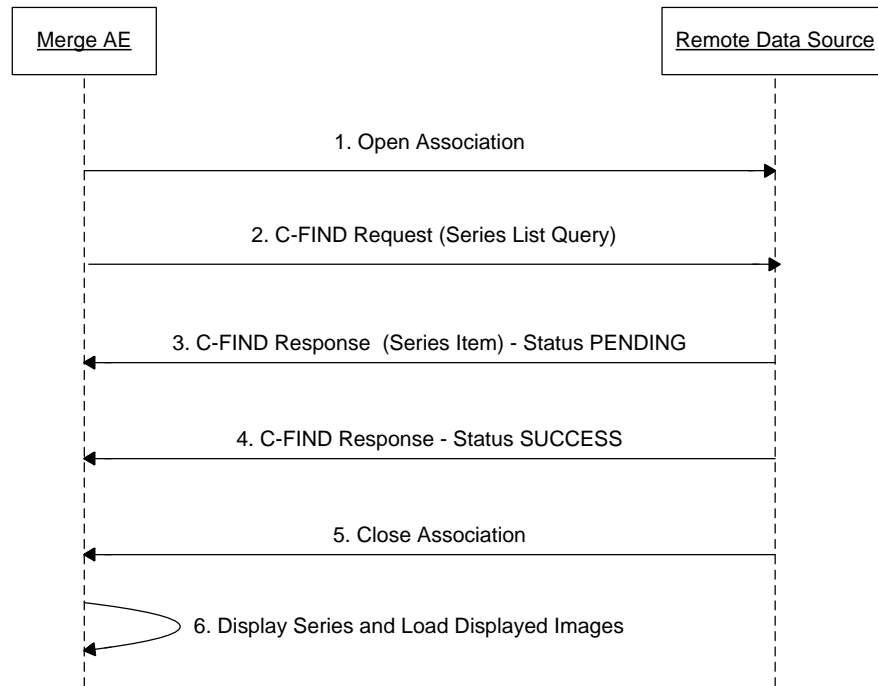 Merge AE
Remote Data Source
1. Open Association
2. C-FIND Request (Series List Query)
3. C-FIND Response  (Series Item) - Status PENDING
4. C-FIND Response - Status SUCCESS
5. Close Association
6. Display Series and Load Displayed Images